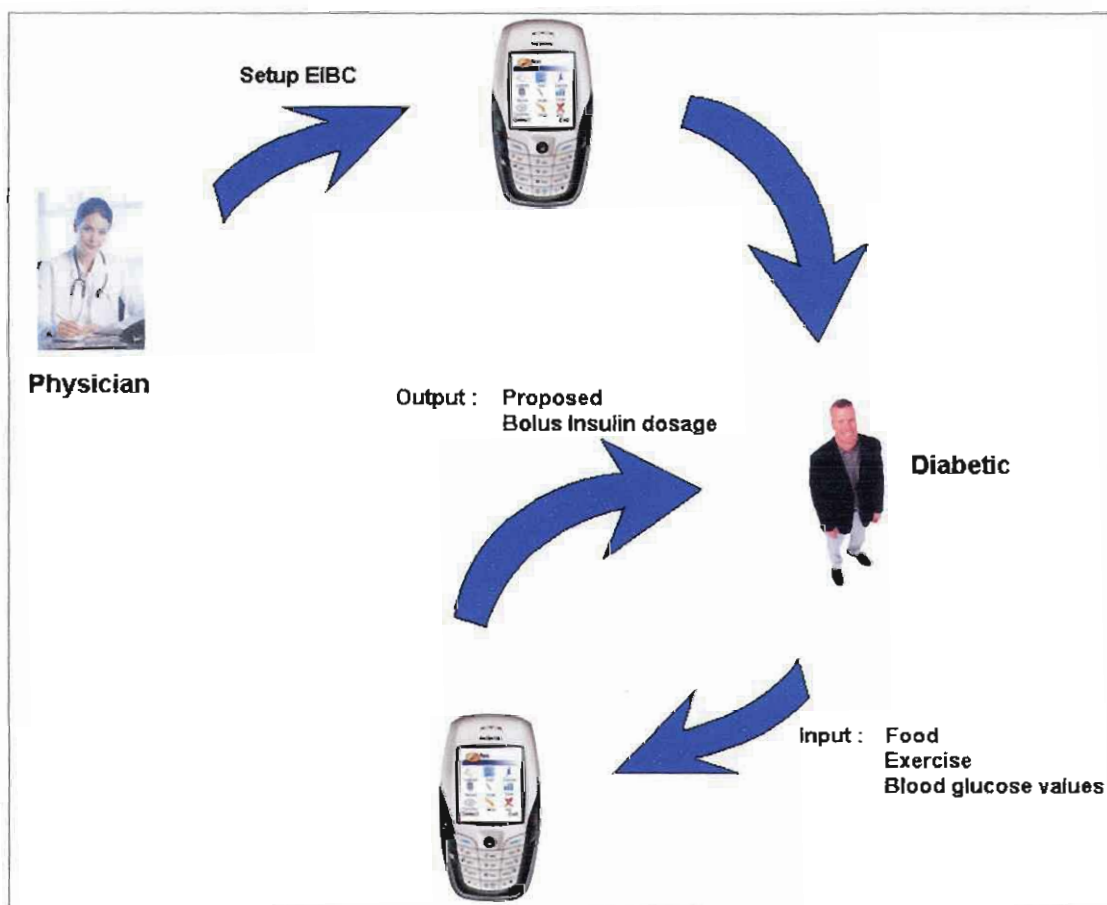 Setup EIBC
Physician
Output : Proposed
Bolus Insulin dosage
Diabetic
Input : Food
Exercise
Blood glucose values